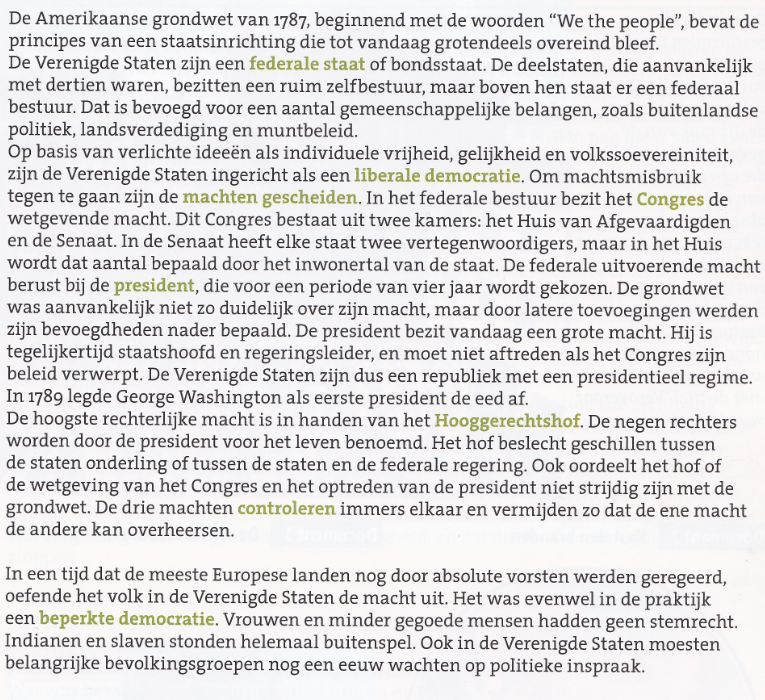 De Amerikaanse grondwet van 1787, beginnend met de woorden “We the people”, bevat de
principes van een staatsinrichting die tot vandaag grotendeels overeind bleef.
De Verenigde Staten zijn een federale staat of bondsstaat. De deelstaten, die aanvankelijk
met dertien waren, bezitten een ruim zelfbestuur, maar boven hen staat er een federaal
bestuur. Dat is bevoegd voor een aantal gemeenschappelijke belangen, zoals buitenlandse
politiek, landsverdediging en muntbeleid.
Op basis van verlichte ideeën als individuele vrijheid, gelijkheid en volkssoevereiniteit,
zijn de Verenigde Staten ingericht als een liberale democratie. Om machtsmisbruik
tegen te gaan zijn de machten gescheiden. In het federale bestuur bezit het Congres de
wetgevende macht. Dit Congres bestaat uit twee kamers: het Huis van Afgevaardigden
en de Senaat. In de Senaat heeft elke staat twee vertegenwoordigers, maar in het Huis
wordt dat aantal bepaald door het inwonertal van de staat. De federale uitvoerende macht
berust bij de president, die voor een periode van vier jaar wordt gekozen. De grondwet
was aanvankelijk niet zo duidelijk over zijn macht, maar door latere toevoegingen werden
zijn bevoegdheden nader bepaald. De president bezit vandaag een grote macht. Hij is
tegelijkertijd staatshoofd en regeringsleider, en moet niet aftreden als het Congres zijn
beleid verwerpt. De Verenigde Staten zijn dus een republiek met een presidentieel regime.
In 1789 legde George Washington als eerste president de eed af.
De hoogste rechterlijke macht is in handen van het Hooggerechtshof. De negen rechters
worden door de president voor het leven benoemd. Het hof beslecht geschillen tussen
de staten onderling of tussen de staten en de federale regering. Ook oordeelt het hof of
de wetgeving van het Congres en het optreden van de president niet strijdig zijn met de
grondwet. De drie machten controleren immers elkaar en vermijden zo dat de ene macht
de andere kan overheersen.
In een tijd dat de meeste Europese landen nog door absolute vorsten werden geregeerd,
oefende het volk in de Verenigde Staten de macht uit. Het was evenwel in de praktijk
een beperkte democratie. Vrouwen en minder gegoede mensen hadden geen stemrecht.
Indianen en slaven stonden helemaal buitenspel. Ook in de Verenigde Staten moesten
belangrijke bevolkingsgroepen nog een eeuw wachten op politieke inspraak.